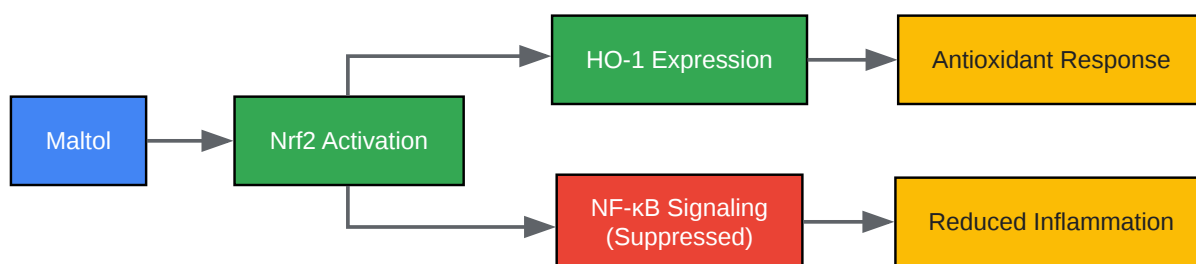 Maltol
Nrf2 Activation
HO-1 Expression
Antioxidant Response
NF-κB Signaling
(Suppressed)
Reduced Inflammation